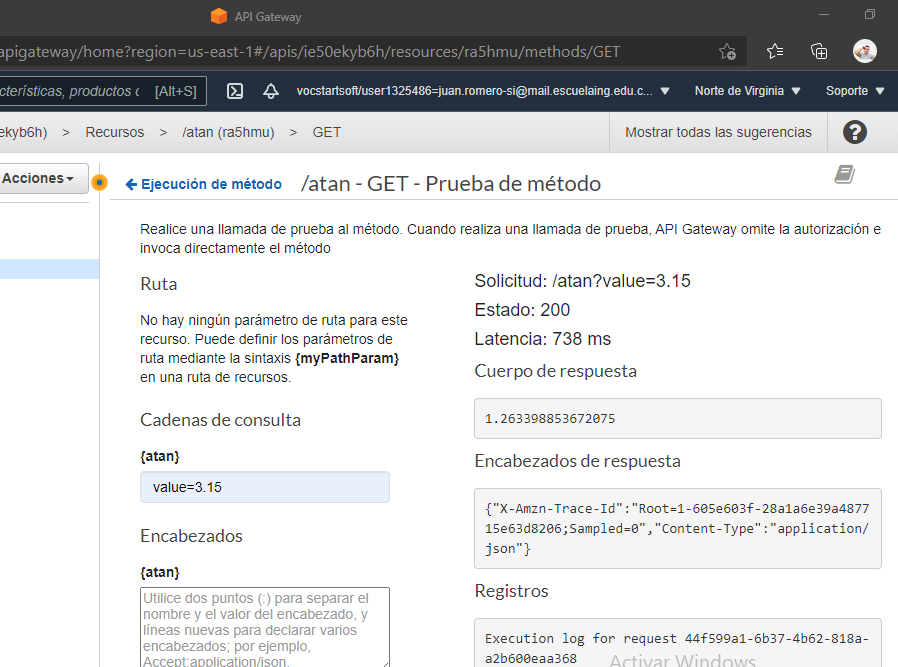 API Gateway
apigateway/home?region=us-east-1#/apis/ie50ekyb6h/resources/ra5hmu/methods/GET
cterísticas, productos c [Alt+S] vocstartsoft/user1325486=juan.romero-si@mail.escuelaing.edu.c... Norte de Virginia Soporte
ekyb6h) > Recursos > /atan (ra5hmu) > GET Mostrar todas las sugerencias ?
Acciones
Ejecución de método /atan - GET - Prueba de método
Realice una llamada de prueba al método. Cuando realiza una llamada de prueba, API Gateway omite la autorización e
invoca directamente el método
Ruta
No hay ningún parámetro de ruta para este
recurso. Puede definir los parámetros de
ruta mediante la sintaxis {myPathParam}
en una ruta de recursos.
Cadenas de consulta
{atan}
value=3.15
Encabezados
{atan}
Utilice dos puntos (:) para separar el
nombre y el valor del encabezado, y
líneas nuevas para declarar varios
encabezados; por ejemplo,
Accept:application/json.
Solicitud: /atan?value=3.15
Estado: 200
Latencia: 738 ms
Cuerpo de respuesta
1.263398853672075
Encabezados de respuesta
{"X-Amzn-Trace-Id":"Root=1-605e603f-28a1a6e39a4877
15e63d8206;Sampled=0","Content-Type":"application/
json"}
Registros
Execution log for request 44f599a1-6b37-4b62-818a-
a2b600eaa368
Activar Windows